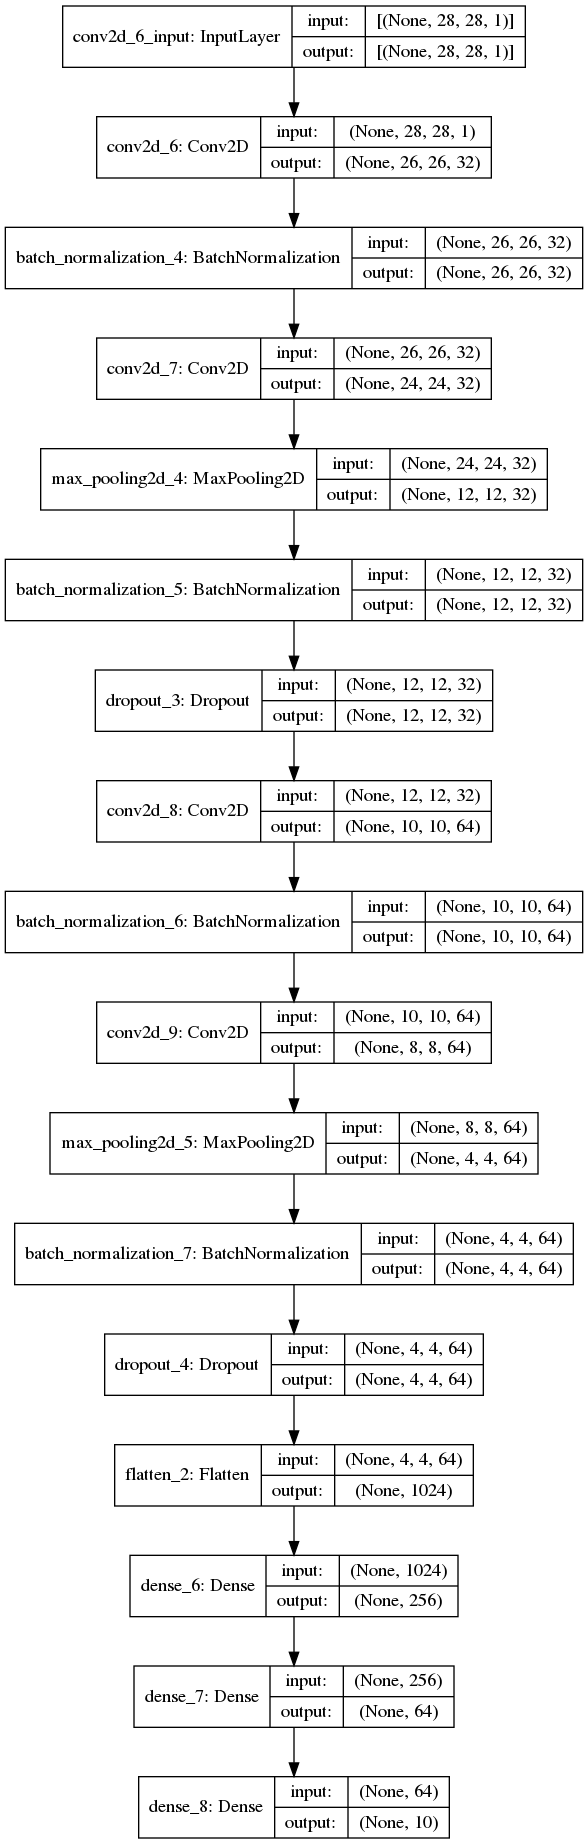 conv2d_6_input: InputLayer
input: [(None, 28, 28, 1)]
output: [(None, 28, 28, 1)]
conv2d_6: Conv2D
input: (None, 28, 28, 1)
output: (None, 26, 26, 32)
batch_normalization_4: BatchNormalization
input: (None, 26, 26, 32)
output: (None, 26, 26, 32)
conv2d_7: Conv2D
input: (None, 26, 26, 32)
output: (None, 24, 24, 32)
max_pooling2d_4: MaxPooling2D
input: (None, 24, 24, 32)
output: (None, 12, 12, 32)
batch_normalization_5: BatchNormalization
input: (None, 12, 12, 32)
output: (None, 12, 12, 32)
dropout_3: Dropout
input: (None, 12, 12, 32)
output: (None, 12, 12, 32)
conv2d_8: Conv2D
input: (None, 12, 12, 32)
output: (None, 10, 10, 64)
batch_normalization_6: BatchNormalization
input: (None, 10, 10, 64)
output: (None, 10, 10, 64)
conv2d_9: Conv2D
input: (None, 10, 10, 64)
output: (None, 8, 8, 64)
max_pooling2d_5: MaxPooling2D
input: (None, 8, 8, 64)
output: (None, 4, 4, 64)
batch_normalization_7: BatchNormalization
input: (None, 4, 4, 64)
output: (None, 4, 4, 64)
dropout_4: Dropout
input: (None, 4, 4, 64)
output: (None, 4, 4, 64)
flatten_2: Flatten
input: (None, 4, 4, 64)
output: (None, 1024)
dense_6: Dense
input: (None, 1024)
output: (None, 256)
dense_7: Dense
input: (None, 256)
output: (None, 64)
dense_8: Dense
input: (None, 64)
output: (None, 10)